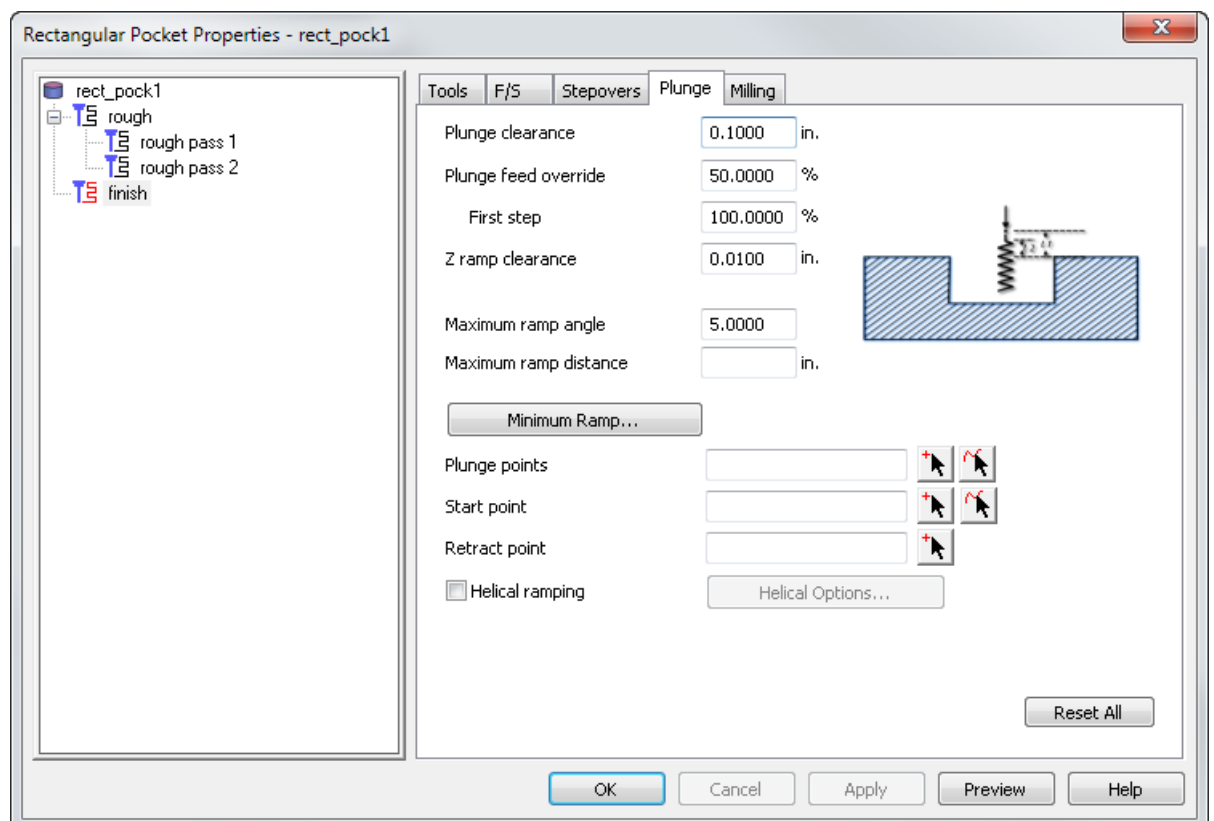 Rectangular Pocket Properties - rect_pock1
rect_pock1
rough
rough pass 1
rough pass 2
finish
Tools F/S Stepovers Plunge Milling
Plunge clearance 0.1000 in.
Plunge feed override 50.0000 %
First step 100.0000 %
Z ramp clearance 0.0100 in.
Maximum ramp angle 5.0000
Maximum ramp distance in.
Minimum Ramp...
Plunge points
Start point
Retract point
Helical ramping Helical Options...
Reset All
OK Cancel Apply Preview Help